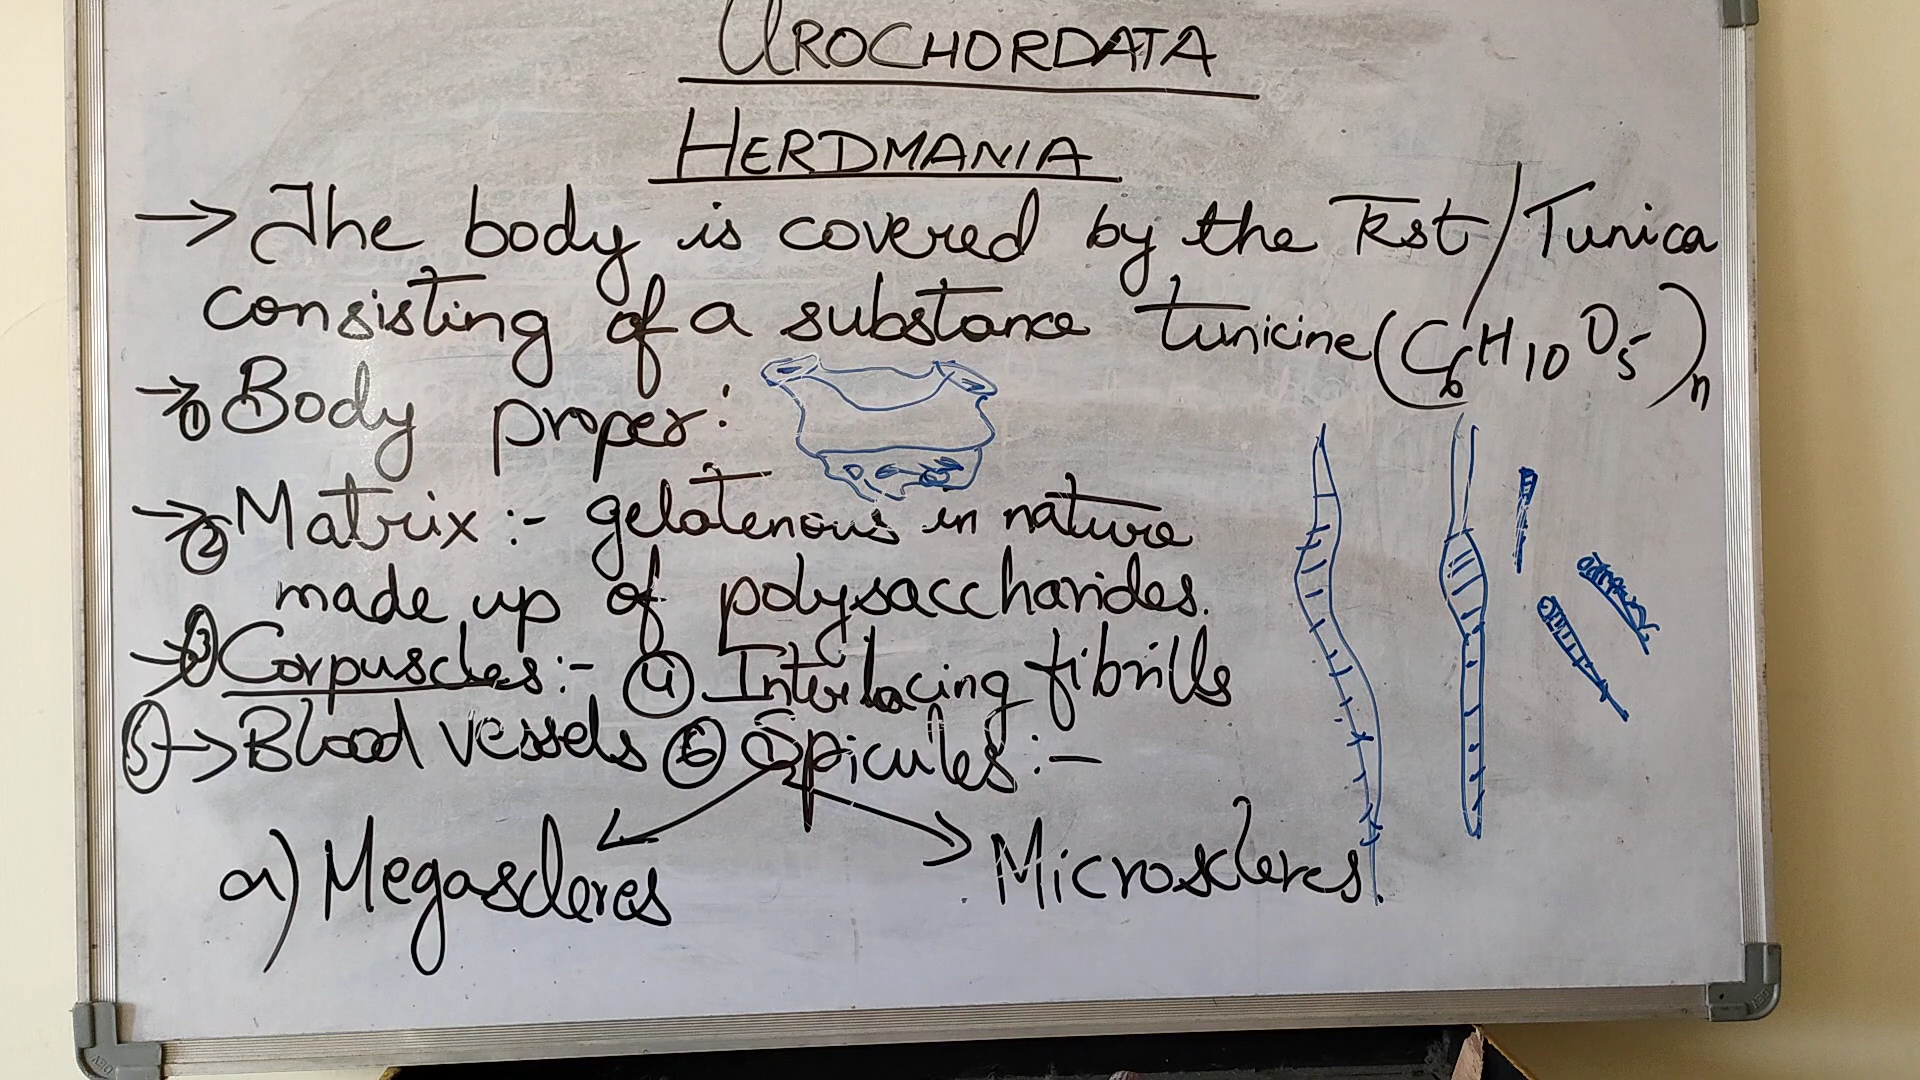 UROCHORDATA
HERDMANIA
→ The body is covered by the Test/Tunica
consisting of a substance tunicine (C6H10O5)n
→ ① Body proper:
→ ② Matrix :- gelatenous in nature
made up of polysaccharides.
→ ③ Corpuscles :- ④ Interlacing fibrills
⑤ → Blood vessels ⑥ Spicules :-
a) Megascleres Microscleres.